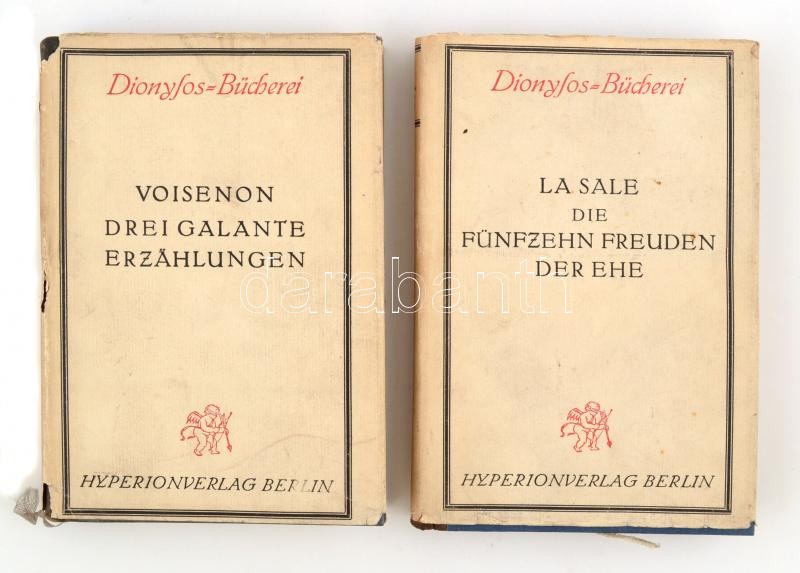 Dionysos=Bücherei
VOISENON
DREI GALANTE
ERZÄHLUNGEN
HYPERIONVERLAG BERLIN
Dionysos=Bücherei
LA SALE
DIE
FÜNFZEHN FREUDEN
DER EHE
HYPERIONVERLAG BERLIN
darabanth